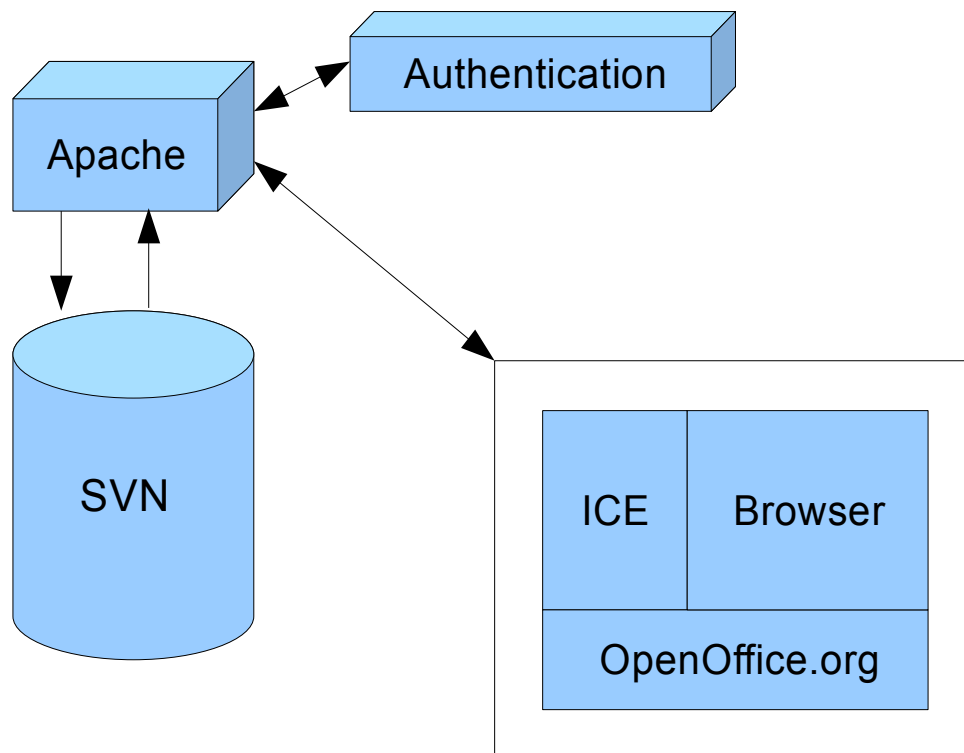 Authentication
Apache
SVN
ICE
Browser
OpenOffice.org